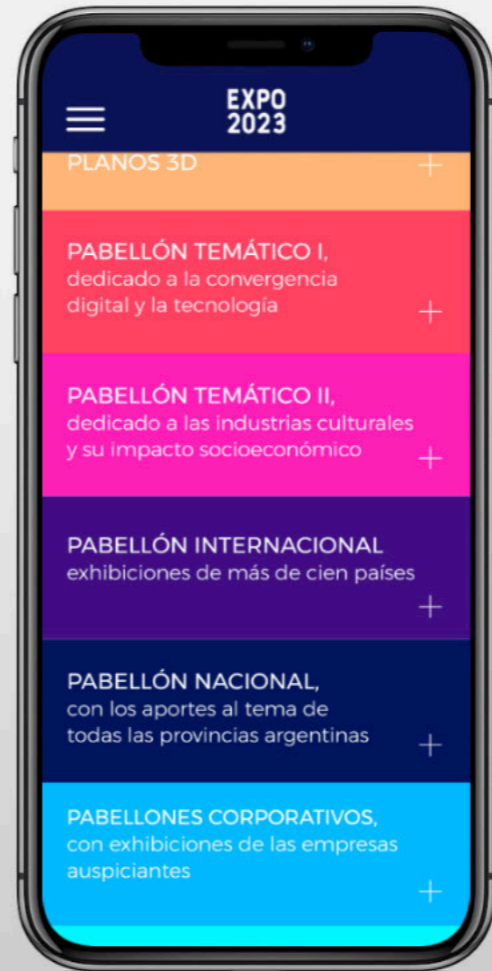 EXPO
2023
PLANOS 3D
PABELLÓN TEMÁTICO I,
dedicado a la convergencia
digital y la tecnología
PABELLÓN TEMÁTICO II,
dedicado a las industrias culturales
y su impacto socioeconómico
PABELLÓN INTERNACIONAL
exhibiciones de más de cien países
PABELLÓN NACIONAL,
con los aportes al tema de
todas las provincias argentinas
PABELLONES CORPORATIVOS,
con exhibiciones de las empresas
auspiciantes